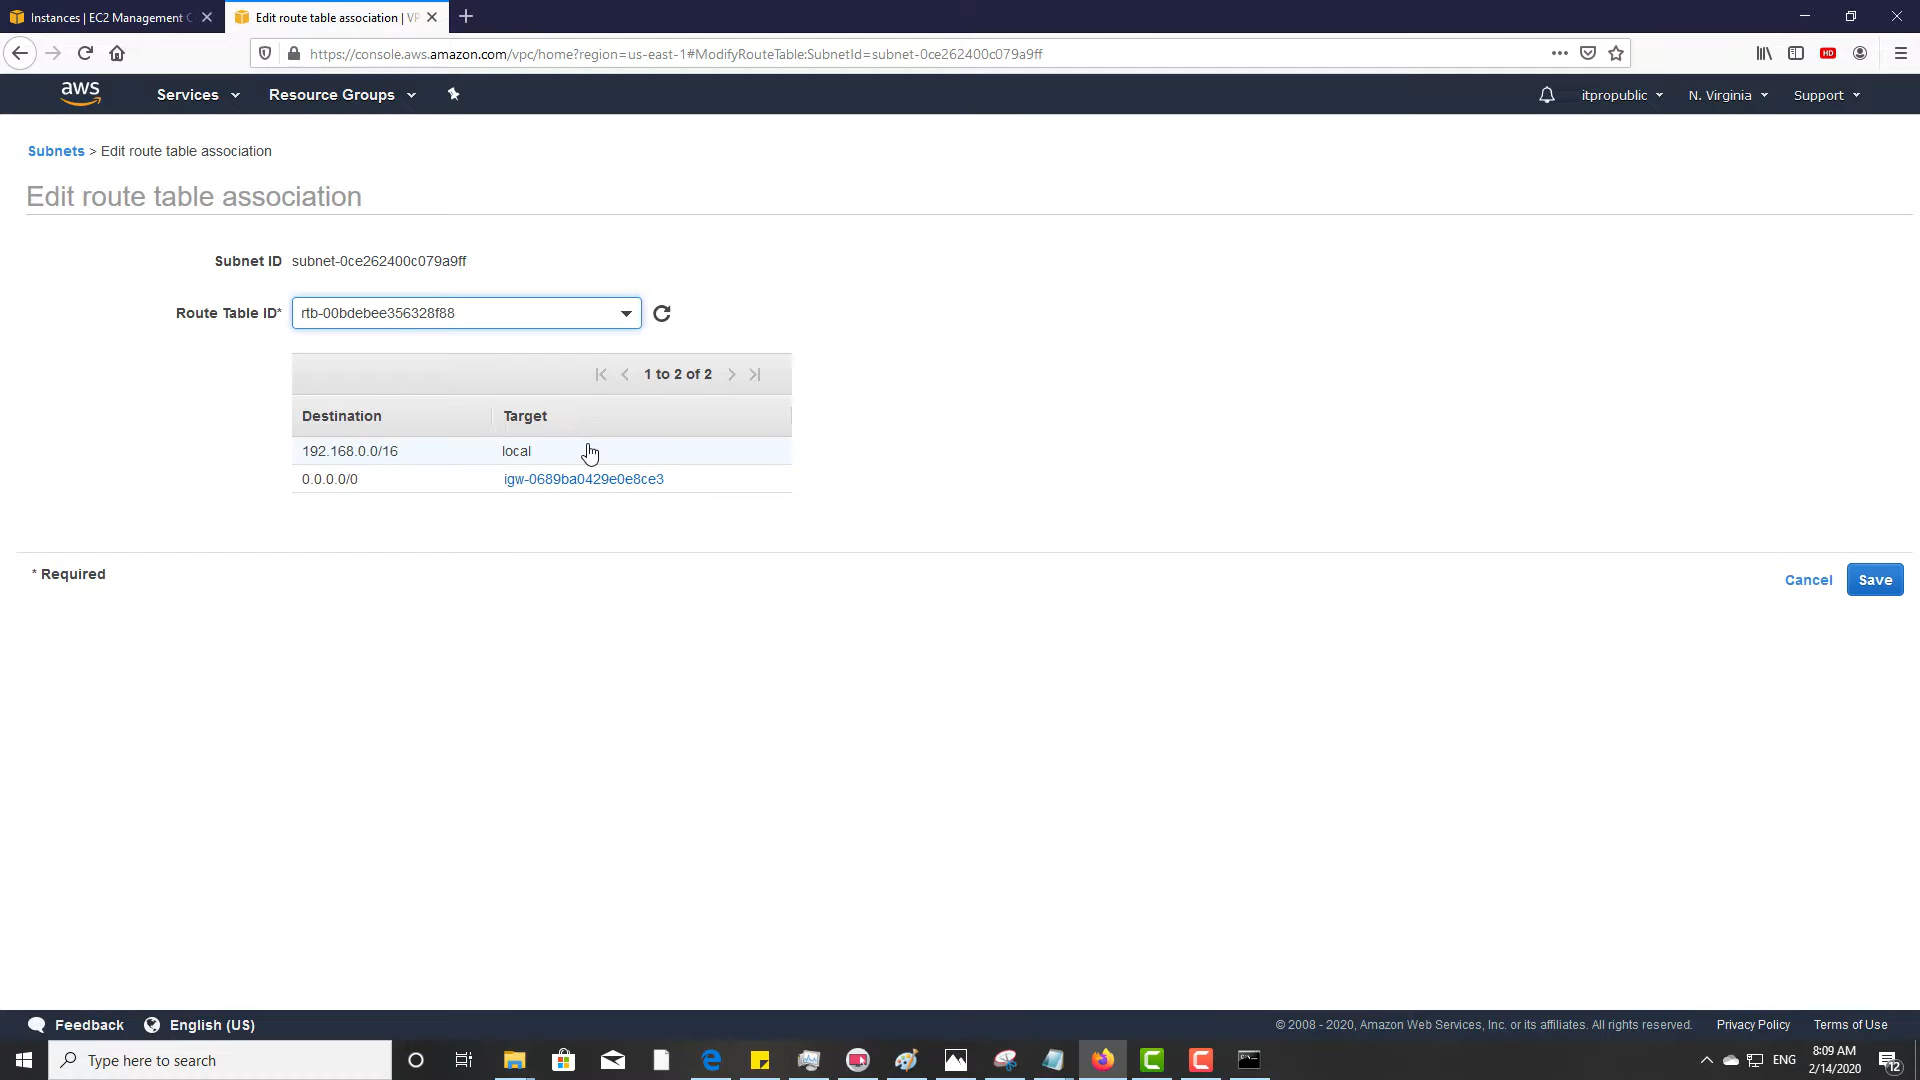 Instances | EC2 Management C
Edit route table association | VP
https://console.aws.amazon.com/vpc/home?region=us-east-1#ModifyRouteTable:SubnetId=subnet-0ce262400c079a9ff
HD
aws
Services
Resource Groups
itpropublic
N. Virginia
Support
Subnets > Edit route table association
Edit route table association
Subnet ID subnet-0ce262400c079a9ff
Route Table ID* rtb-00bdebee356328f88
1 to 2 of 2
Destination Target
192.168.0.0/16 local
0.0.0.0/0 igw-0689ba0429e0e8ce3
* Required
Cancel Save
Feedback
English (US)
© 2008 - 2020, Amazon Web Services, Inc. or its affiliates. All rights reserved.
Privacy Policy
Terms of Use
Type here to search
ENG
8:09 AM
2/14/2020
12